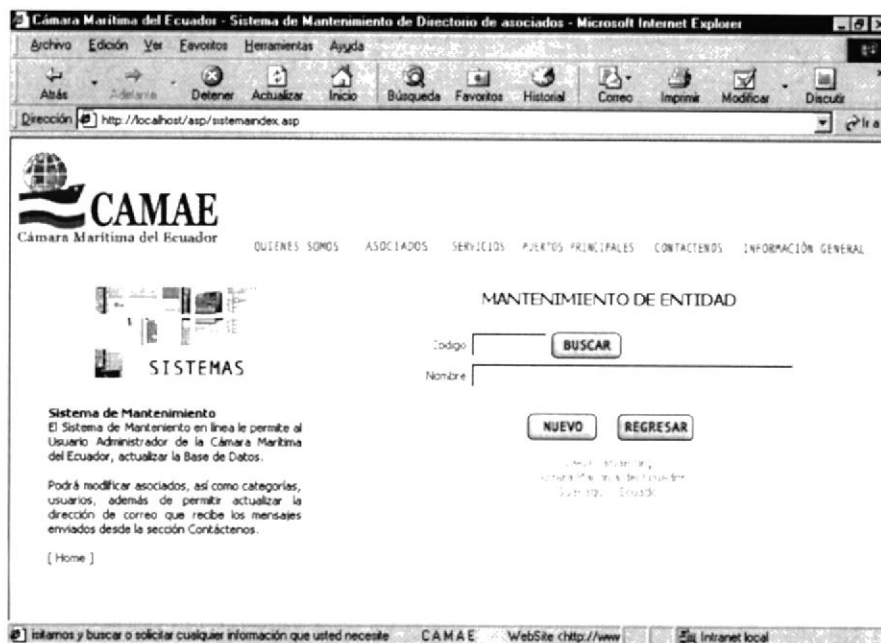 Cámara Marítima del Ecuador - Sistema de Mantenimiento de Directorio de asociados - Microsoft Internet Explorer
Archivo Edición Ver Favoritos Herramientas Ayuda
Atrás Adelante Detener Actualizar Inicio Búsqueda Favoritos Historial Correo Imprimir Modificar Discutir
Dirección http://localhost/asp/sistemaindex.asp Ir a
CAMAE
Cámara Marítima del Ecuador
QUIENES SOMOS ASOCIADOS SERVICIOS PUERTOS PRINCIPALES CONTACTENOS INFORMACIÓN GENERAL
SISTEMAS
MANTENIMIENTO DE ENTIDAD
Codigo BUSCAR
Nombre
NUEVO REGRESAR
Sistema de Mantenimiento
El Sistema de Manteniento en línea le permite al
Usuario Administrador de la Cámara Marítima
del Ecuador, actualizar la Base de Datos.
Podrá modificar asociados, así como categorías,
usuarios, además de permitir actualizar la
dirección de correo que recibe los mensajes
enviados desde la sección Contáctenos.
[ Home ]
isitarnos y buscar o solicitar cualquier información que usted necesite C A M A E WebSite <http://www Intranet local